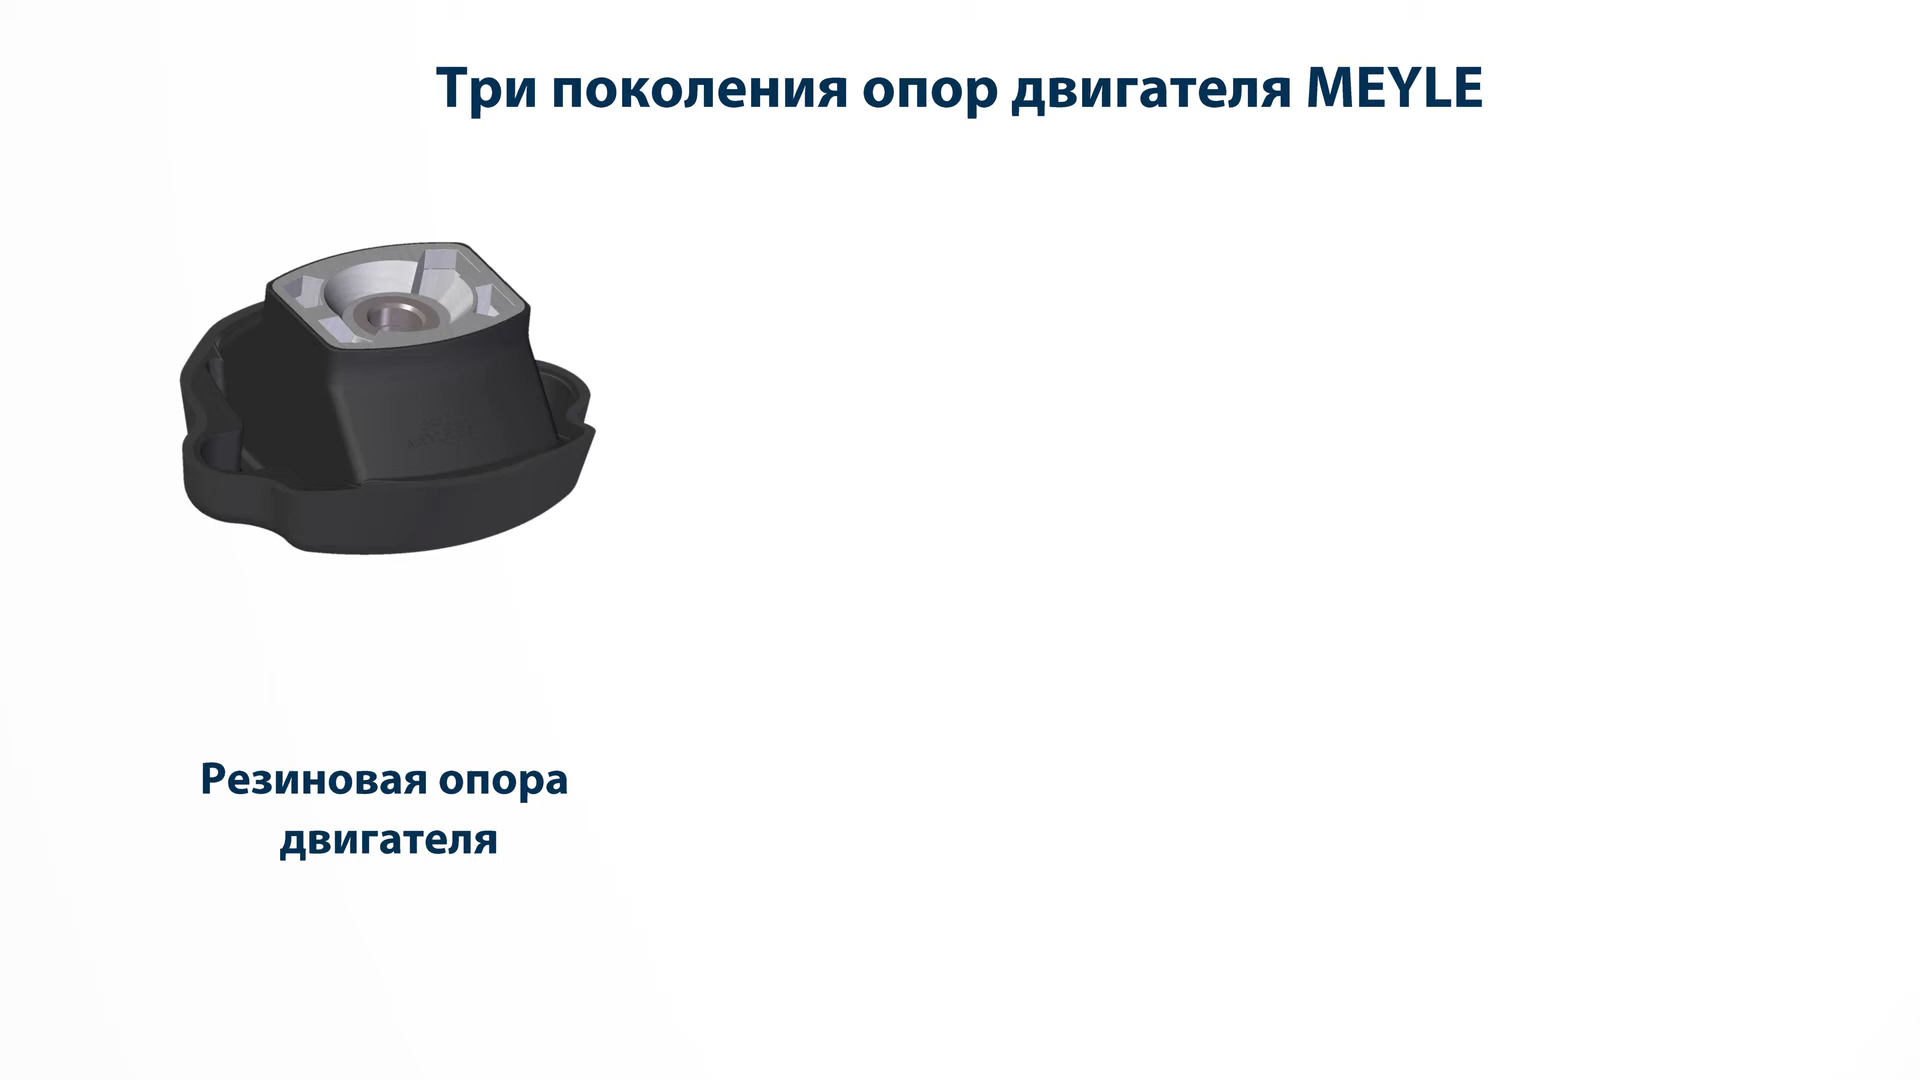 Три поколения опор двигателя MEYLE
Резиновая опора
двигателя